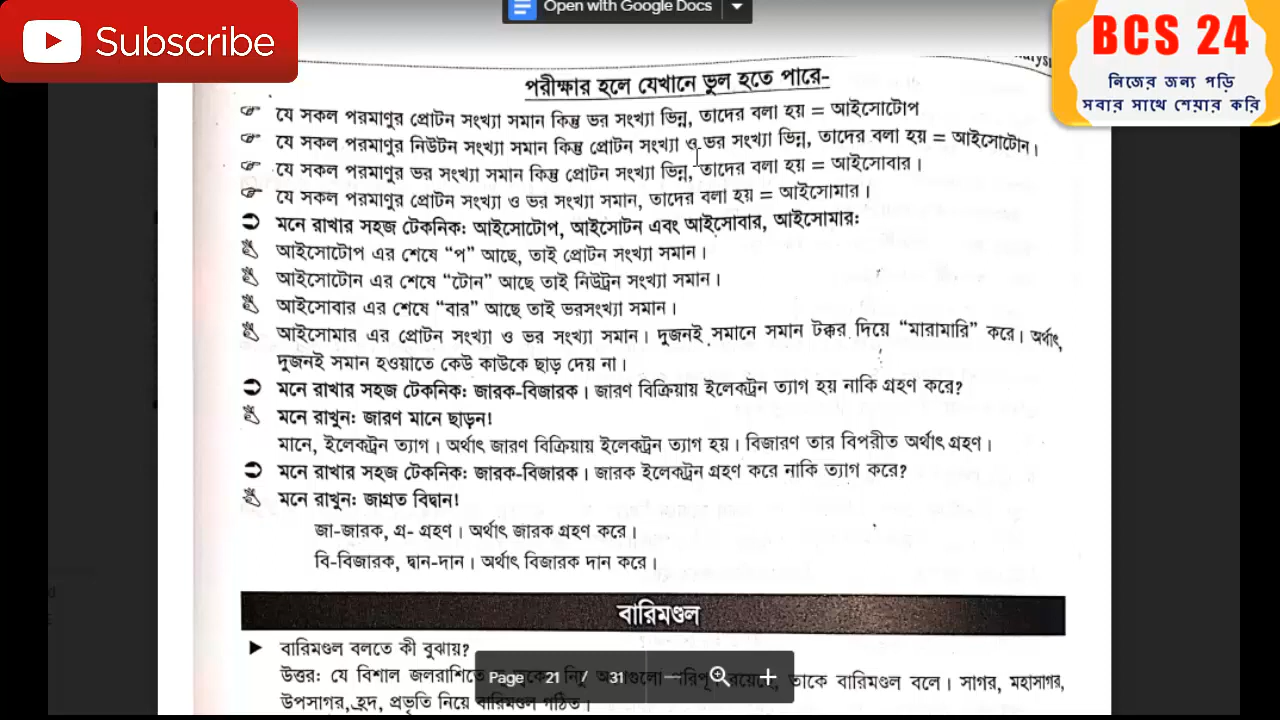 Subscribe
Open with Google Docs
BCS 24
নিজের জন্য পড়ি
সবার সাথে শেয়ার করি
পরীক্ষার হলে যেখানে ভুল হতে পারে-
যে সকল পরমাণুর প্রোটন সংখ্যা সমান কিন্তু ভর সংখ্যা ভিন্ন, তাদের বলা হয় = আইসোটোপ
যে সকল পরমাণুর নিউটন সংখ্যা সমান কিন্তু প্রোটন সংখ্যা ও ভর সংখ্যা ভিন্ন, তাদের বলা হয় = আইসোটোন।
যে সকল পরমাণুর ভর সংখ্যা সমান কিন্তু প্রোটন সংখ্যা ভিন্ন, তাদের বলা হয় = আইসোবার।
যে সকল পরমাণুর প্রোটন সংখ্যা ও ভর সংখ্যা সমান, তাদের বলা হয় = আইসোমার।
মনে রাখার সহজ টেকনিক: আইসোটোপ, আইসোটন এবং আইসোবার, আইসোমার:
আইসোটোপ এর শেষে “প” আছে, তাই প্রোটন সংখ্যা সমান।
আইসোটোন এর শেষে “টোন” আছে তাই নিউট্রন সংখ্যা সমান।
আইসোবার এর শেষে “বার” আছে তাই ভরসংখ্যা সমান।
আইসোমার এর প্রোটন সংখ্যা ও ভর সংখ্যা সমান। দুজনই সমানে সমান টক্কর দিয়ে “মারামারি” করে। অর্থাৎ,
দুজনই সমান হওয়াতে কেউ কাউকে ছাড় দেয় না।
মনে রাখার সহজ টেকনিক: জারক-বিজারক। জারণ বিক্রিয়ায় ইলেকট্রন ত্যাগ হয় নাকি গ্রহণ করে?
মনে রাখুন: জারণ মানে ছাড়ন!
মানে, ইলেকট্রন ত্যাগ। অর্থাৎ জারণ বিক্রিয়ায় ইলেকট্রন ত্যাগ হয়। বিজারণ তার বিপরীত অর্থাৎ গ্রহণ।
মনে রাখার সহজ টেকনিক: জারক-বিজারক। জারক ইলেকট্রন গ্রহণ করে নাকি ত্যাগ করে?
মনে রাখুন: জাগ্রত বিদ্বান!
জা-জারক, গ্র- গ্রহণ। অর্থাৎ জারক গ্রহণ করে।
বি-বিজারক, দ্বান-দান। অর্থাৎ বিজারক দান করে।
বারিমণ্ডল
বারিমণ্ডল বলতে কী বুঝায়?
উত্তর: যে বিশাল জলরাশিতে রয়েছে, তাকে বারিমণ্ডল বলে। সাগর, মহাসাগর,
উপসাগর, হ্রদ, প্রভৃতি নিয়ে বারিমণ্ডল গঠিত।
Page 21 / 31